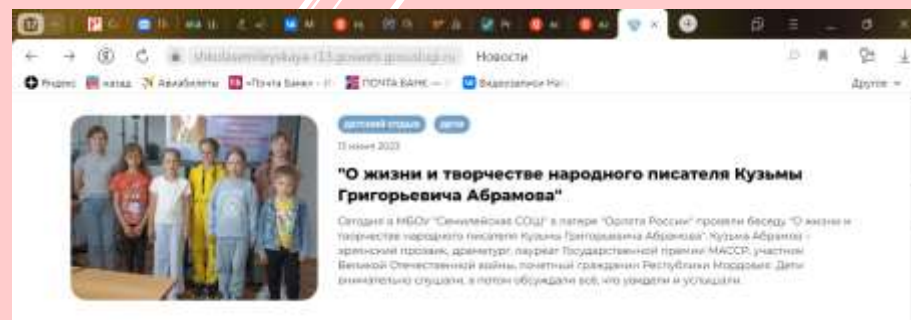 Новости
Яндекс назад Авиабилеты «Почта Банк» ПОЧТА БАНК — Видеозаписи
Другое
детский отдых дети
13 июня 2023
"О жизни и творчестве народного писателя Кузьмы
Григорьевича Абрамова"
Сегодня в МБОУ "Семилейская СОШ" в лагере "Орлята России" провели беседу "О жизни и
творчестве народного писателя Кузьмы Григорьевича Абрамова". Кузьма Абрамов –
эрзянский прозаик, драматург, лауреат Государственной премии МАССР, участник
Великой Отечественной войны, почетный гражданин Республики Мордовия. Дети
внимательно слушали, а потом обсуждали всё, что увидели и услышали.